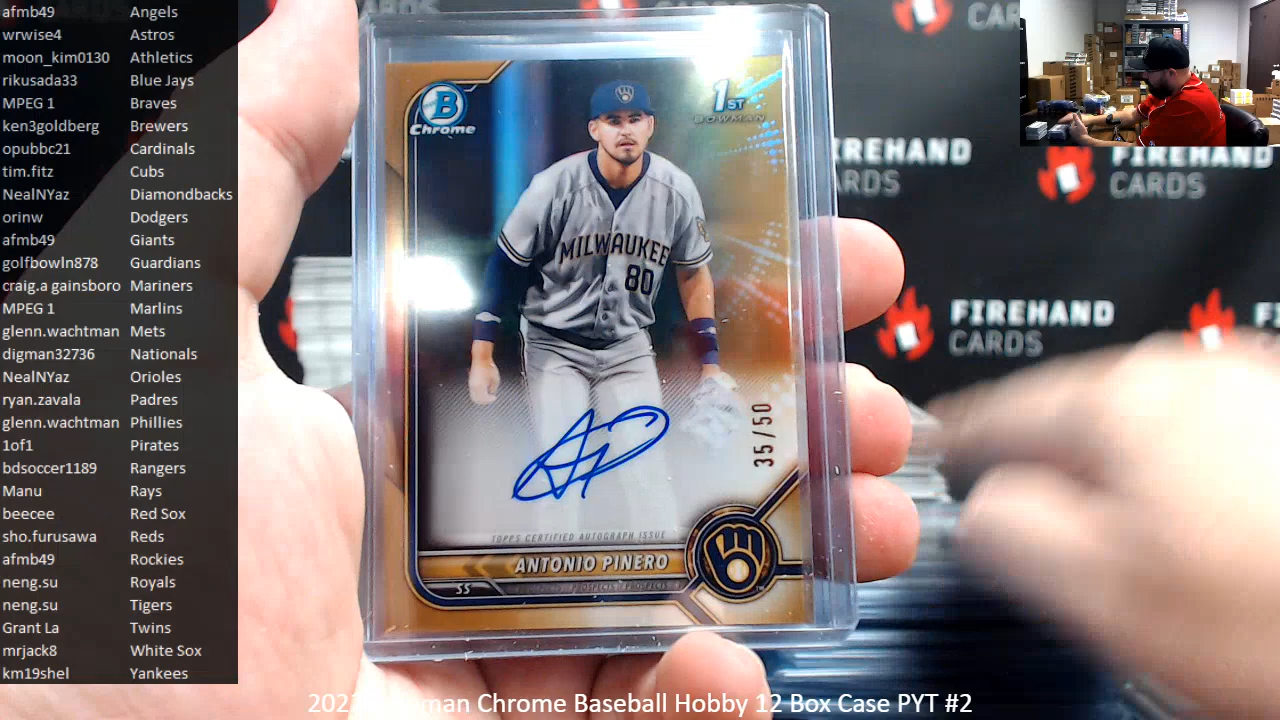 afmb49 Angels
wrwise4 Astros
moon_kim0130 Athletics
rikusada33 Blue Jays
MPEG 1 Braves
ken3goldberg Brewers
opubbc21 Cardinals
tim.fitz Cubs
NealNYaz Diamondbacks
orinw Dodgers
afmb49 Giants
golfbowln878 Guardians
craig.a gainsboro Mariners
MPEG 1 Marlins
glenn.wachtman Mets
digman32736 Nationals
NealNYaz Orioles
ryan.zavala Padres
glenn.wachtman Phillies
1of1 Pirates
bdsoccer1189 Rangers
Manu Rays
beecee Red Sox
sho.furusawa Reds
afmb49 Rockies
neng.su Royals
neng.su Tigers
Grant La Twins
mrjack8 White Sox
km19shel Yankees
B
Chrome
1ST
BOWMAN
MILWAUKEE
80
35/50
TOPPS CERTIFIED AUTOGRAPH ISSUE
ANTONIO PINERO
SS
PROSPECTS PROSPECTS
CARDS
FIREHAND
CARDS
FIREHAND
CARDS
FIREHAND
CARDS
Chrome Baseball Hobby 12 Box Case PYT #2